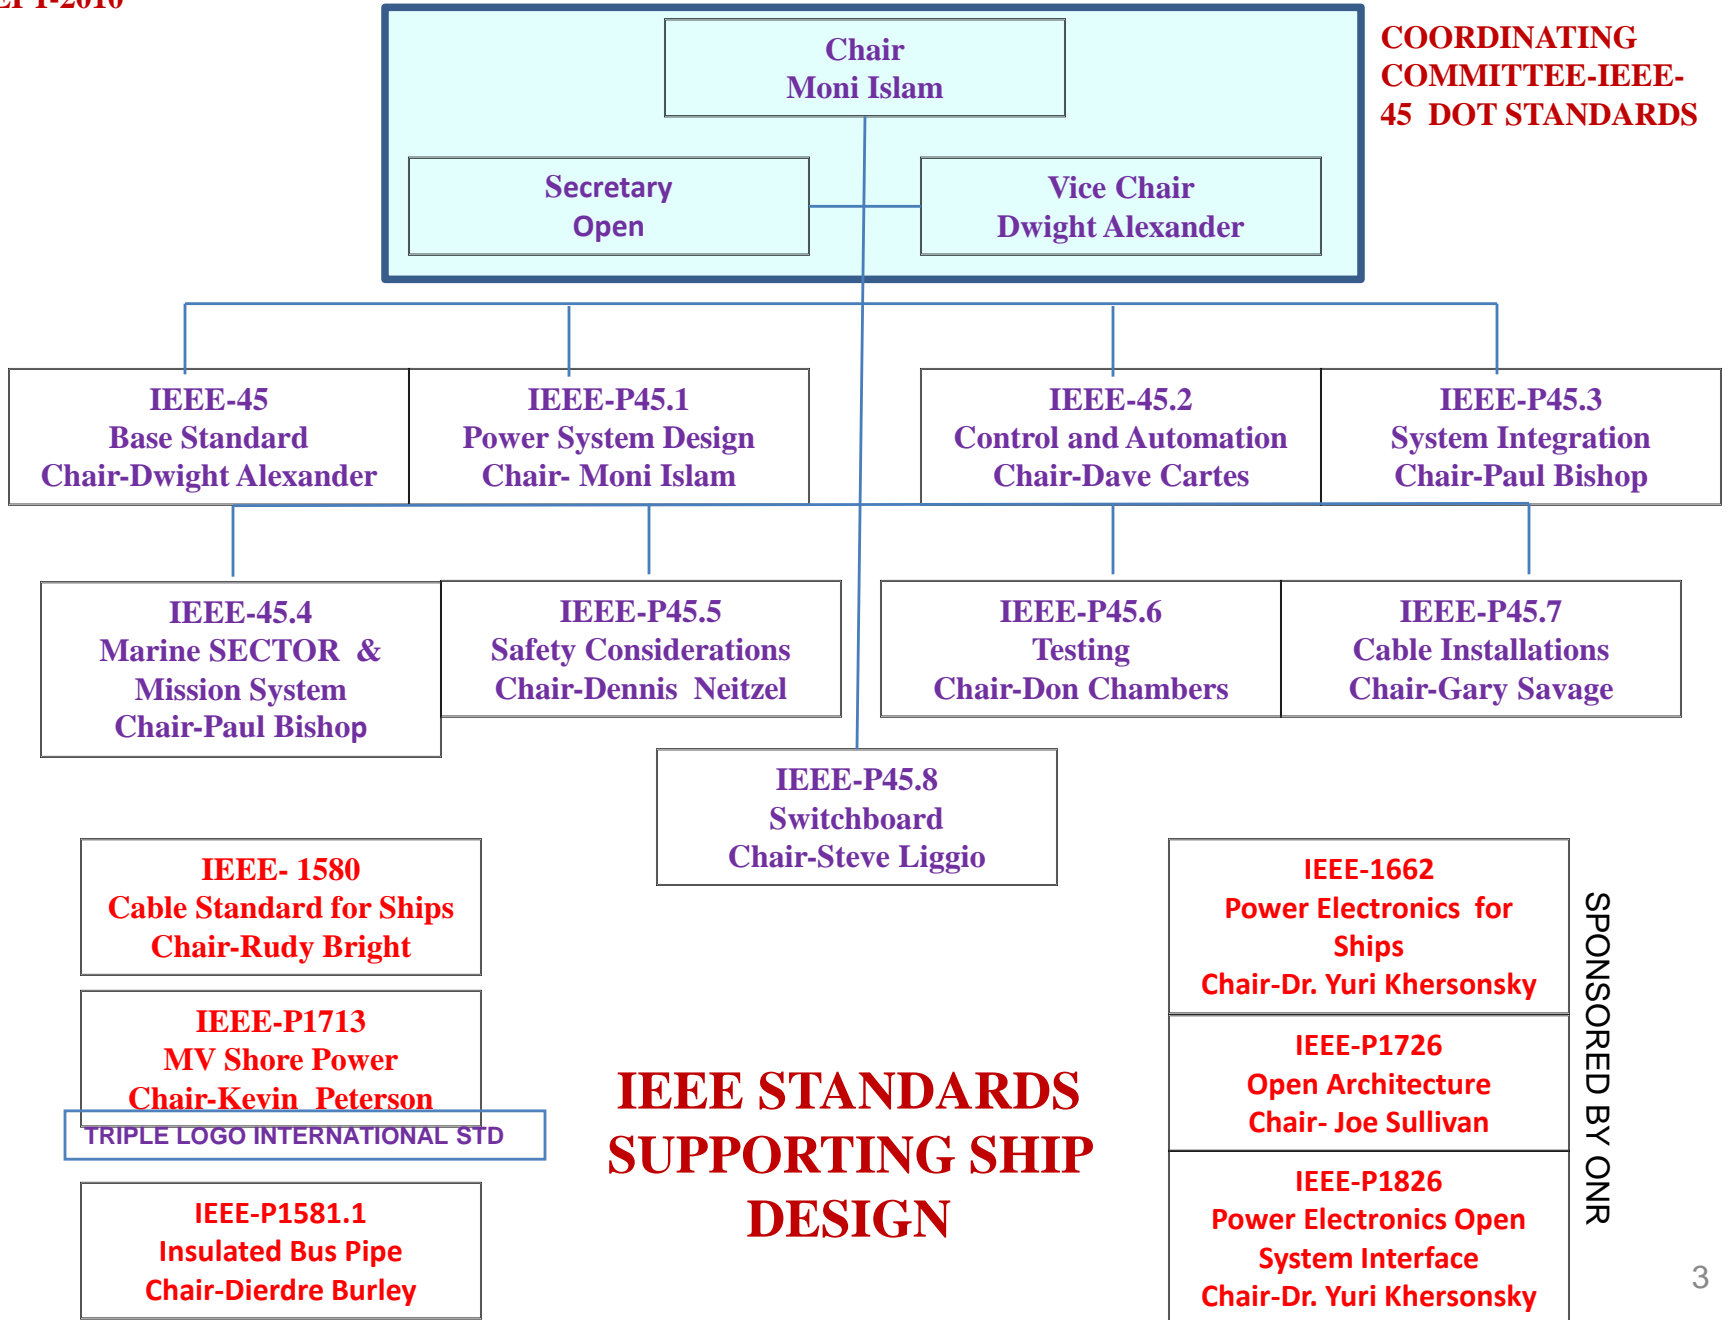 Chair
Moni Islam
COORDINATING
COMMITTEE-IEEE-
45 DOT STANDARDS
Secretary
Open
Vice Chair
Dwight Alexander
IEEE-45
Base Standard
Chair-Dwight Alexander
IEEE-P45.1
Power System Design
Chair- Moni Islam
IEEE-45.2
Control and Automation
Chair-Dave Cartes
IEEE-P45.3
System Integration
Chair-Paul Bishop
IEEE-45.4
Marine SECTOR &
Mission System
Chair-Paul Bishop
IEEE-P45.5
Safety Considerations
Chair-Dennis Neitzel
IEEE-P45.6
Testing
Chair-Don Chambers
IEEE-P45.7
Cable Installations
Chair-Gary Savage
IEEE-P45.8
Switchboard
Chair-Steve Liggio
IEEE- 1580
Cable Standard for Ships
Chair-Rudy Bright
IEEE-P1713
MV Shore Power
Chair-Kevin Peterson
TRIPLE LOGO INTERNATIONAL STD
IEEE-P1581.1
Insulated Bus Pipe
Chair-Dierdre Burley
IEEE STANDARDS
SUPPORTING SHIP
DESIGN
IEEE-1662
Power Electronics for
Ships
Chair-Dr. Yuri Khersonsky
IEEE-P1726
Open Architecture
Chair- Joe Sullivan
IEEE-P1826
Power Electronics Open
System Interface
Chair-Dr. Yuri Khersonsky
SPONSORED BY ONR
3